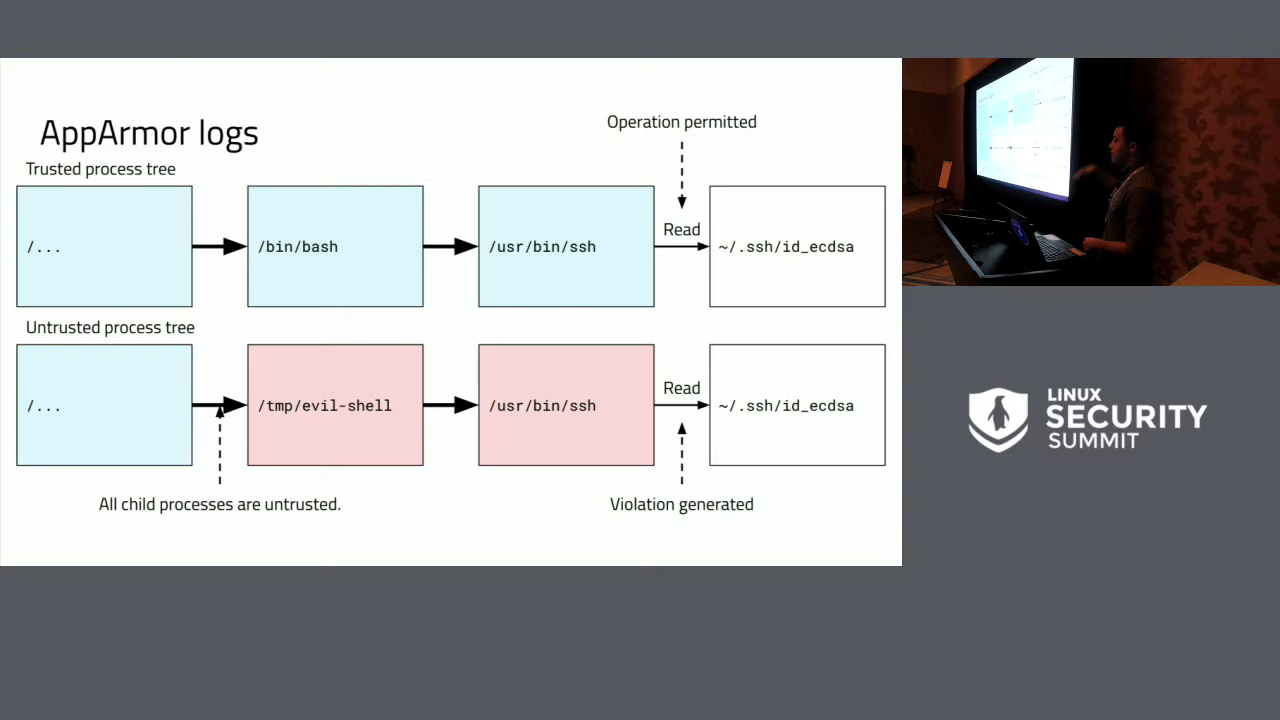 AppArmor logs
Operation permitted
Trusted process tree
/...
/bin/bash
/usr/bin/ssh
Read
~/.ssh/id_ecdsa
Untrusted process tree
/...
/tmp/evil-shell
/usr/bin/ssh
Read
~/.ssh/id_ecdsa
All child processes are untrusted.
Violation generated
LINUX
SECURITY
SUMMIT